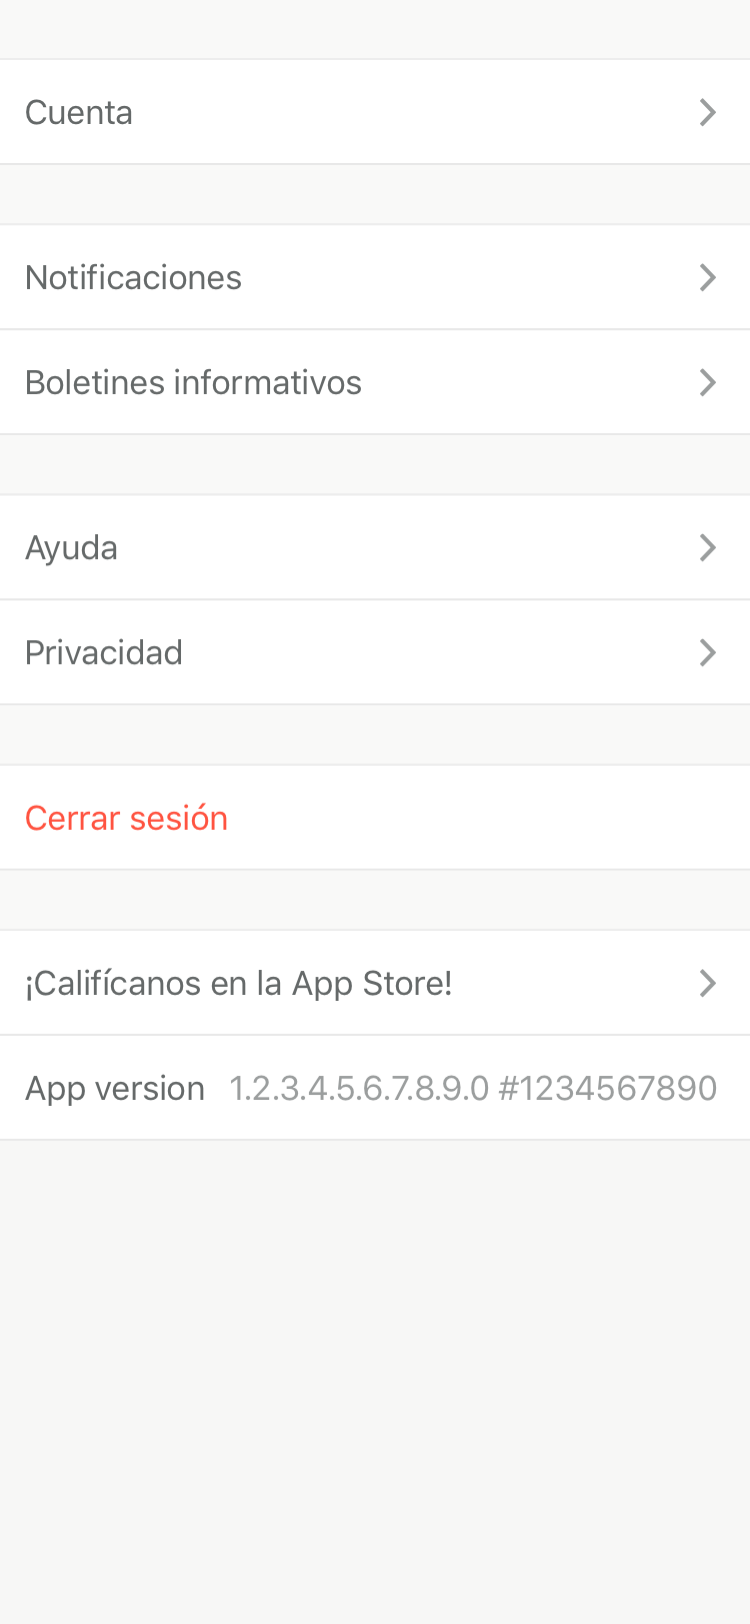 Cuenta
Notificaciones
Boletines informativos
Ayuda
Privacidad
Cerrar sesión
¡Califícanos en la App Store!
App version 1.2.3.4.5.6.7.8.9.0 #1234567890